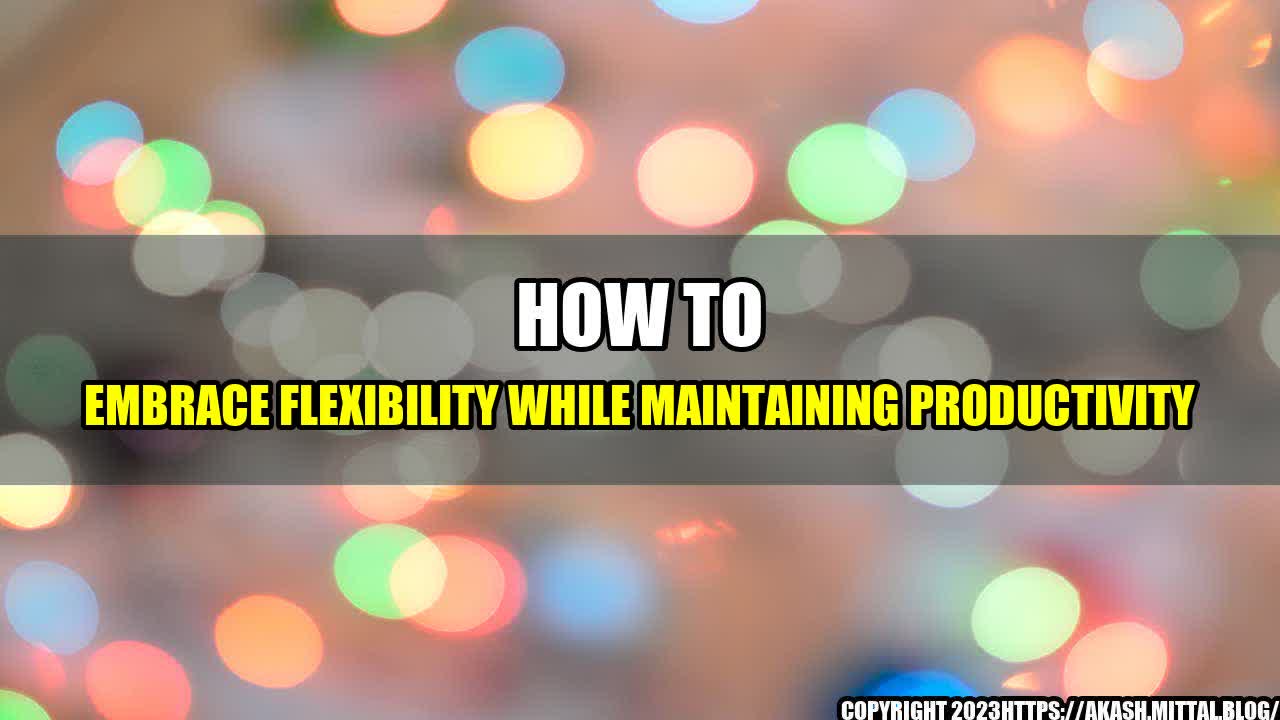 HOW TO
EMBRACE FLEXIBILITY WHILE MAINTAINING PRODUCTIVITY
COPYRIGHT 2023HTTPS://AKASH.MITTAL.BLOG/